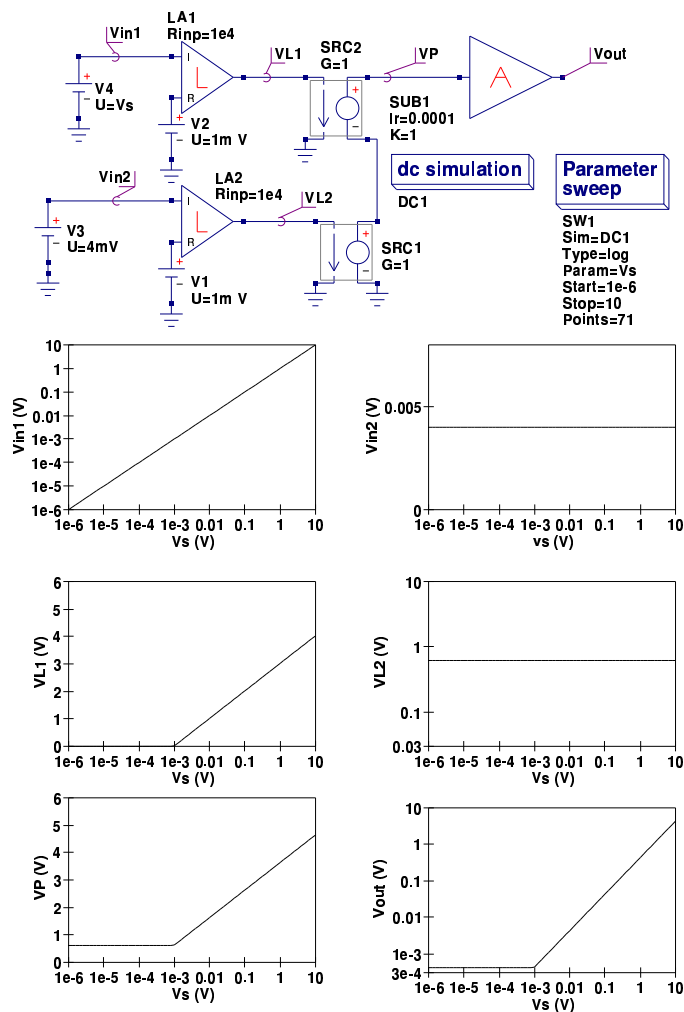 LA1
Rinp=1e4
Vin1
I
L
R
V4
U=Vs
V2
U=1m V
VL1
SRC2
G=1
VP
SUB1
Ir=0.0001
K=1
A
Vout
LA2
Rinp=1e4
Vin2
I
L
R
V3
U=4mV
V1
U=1m V
VL2
SRC1
G=1
dc simulation
DC1
Parameter
sweep
SW1
Sim=DC1
Type=log
Param=Vs
Start=1e-6
Stop=10
Points=71
Vin1 (V)
10
1
0.1
0.01
1e-3
1e-4
1e-5
1e-6
1e-6 1e-5 1e-4 1e-3 0.01 0.1 1 10
Vs (V)
Vin2 (V)
0.005
0
1e-6 1e-5 1e-4 1e-3 0.01 0.1 1 10
vs (V)
VL1 (V)
6
5
4
3
2
1
0
1e-6 1e-5 1e-4 1e-3 0.01 0.1 1 10
Vs (V)
VL2 (V)
10
1
0.1
0.03
1e-6 1e-5 1e-4 1e-3 0.01 0.1 1 10
Vs (V)
VP (V)
6
5
4
3
2
1
0
1e-6 1e-5 1e-4 1e-3 0.01 0.1 1 10
Vs (V)
Vout (V)
10
1
0.1
0.01
1e-3
3e-4
1e-6 1e-5 1e-4 1e-3 0.01 0.1 1 10
Vs (V)